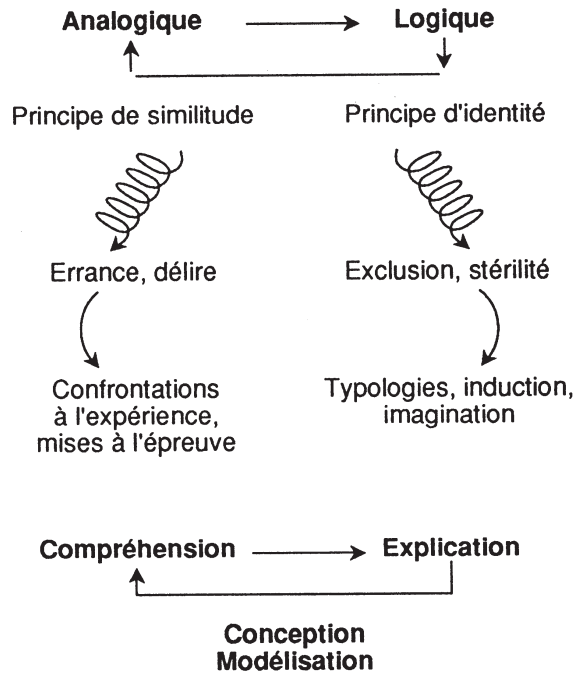 Analogique Logique
Principe de similitude Principe d'identité
Errance, délire Exclusion, stérilité
Confrontations
à l'expérience,
mises à l'épreuve
Typologies, induction,
imagination
Compréhension Explication
Conception
Modélisation